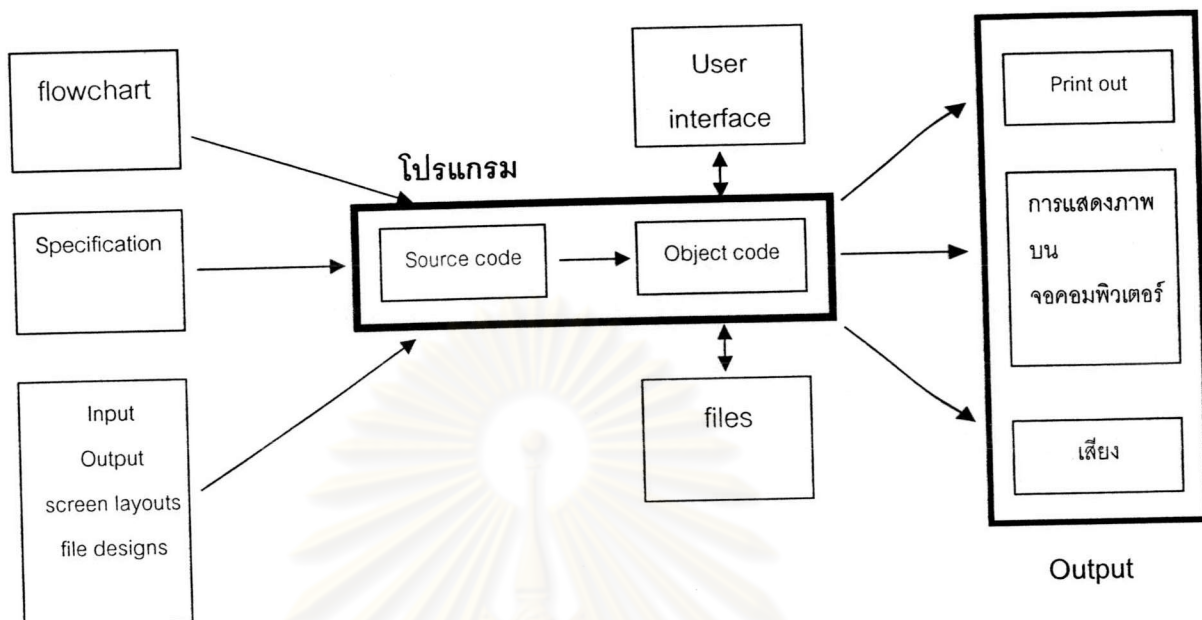 flowchart
Specification
Input
Output
screen layouts
file designs
โปรแกรม
Source code
Object code
User
interface
files
Print out
การแสดงภาพ
บน
จอคอมพิวเตอร์
เสียง
Output